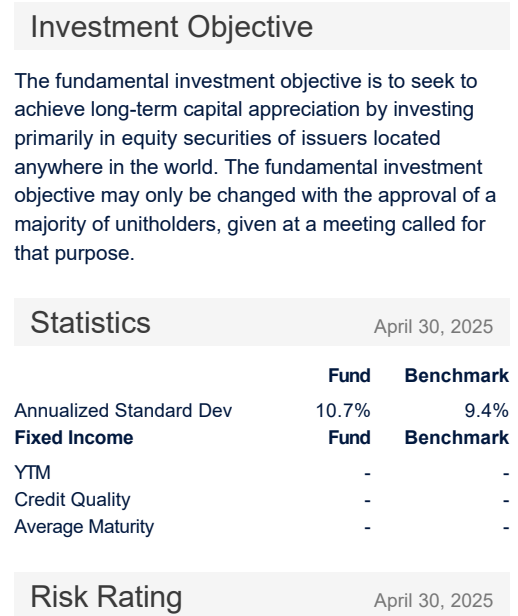 Investment Objective
The fundamental investment objective is to seek to
achieve long-term capital appreciation by investing
primarily in equity securities of issuers located
anywhere in the world. The fundamental investment
objective may only be changed with the approval of a
majority of unitholders, given at a meeting called for
that purpose.
Statistics April 30, 2025
Fund Benchmark
Annualized Standard Dev 10.7% 9.4%
Fixed Income Fund Benchmark
YTM - -
Credit Quality - -
Average Maturity - -
Risk Rating April 30, 2025